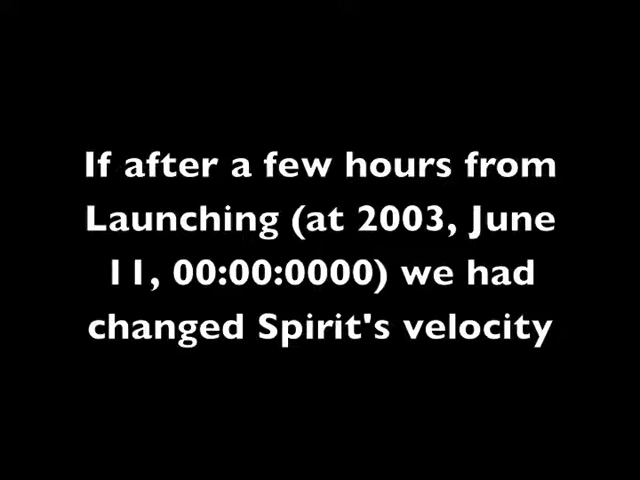 If after a few hours from
Launching (at 2003, June
11, 00:00:0000) we had
changed Spirit's velocity